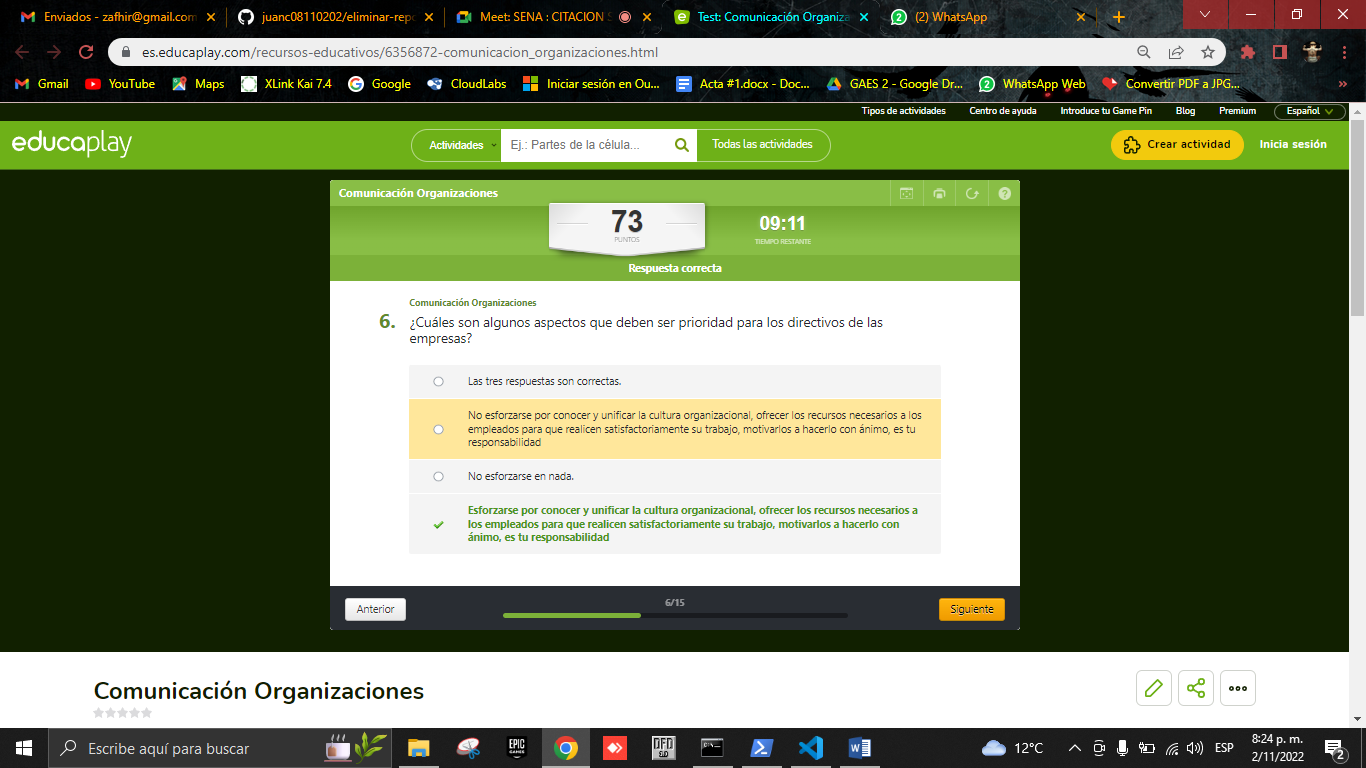 Enviados - zafhir@gmail.com
juanc08110202/eliminar-repo
Meet: SENA : CITACION S
Test: Comunicación Organiza
(2) WhatsApp
es.educaplay.com/recursos-educativos/6356872-comunicacion_organizaciones.html
Gmail
YouTube
Maps
XLink Kai 7.4
Google
CloudLabs
Iniciar sesión en Ou...
Acta #1.docx - Doc...
GAES 2 - Google Dr...
WhatsApp Web
Convertir PDF a JPG...
Tipos de actividades
Centro de ayuda
Introduce tu Game Pin
Blog
Premium
Español
educaplay
Actividades
Ej.: Partes de la célula...
Todas las actividades
Crear actividad
Inicia sesión
Comunicación Organizaciones
73
PUNTOS
09:11
TIEMPO RESTANTE
Respuesta correcta
Comunicación Organizaciones
6. ¿Cuáles son algunos aspectos que deben ser prioridad para los directivos de las
empresas?
Las tres respuestas son correctas.
No esforzarse por conocer y unificar la cultura organizacional, ofrecer los recursos necesarios a los
empleados para que realicen satisfactoriamente su trabajo, motivarlos a hacerlo con ánimo, es tu
responsabilidad
No esforzarse en nada.
Esforzarse por conocer y unificar la cultura organizacional, ofrecer los recursos necesarios a
los empleados para que realicen satisfactoriamente su trabajo, motivarlos a hacerlo con
ánimo, es tu responsabilidad
Anterior
6/15
Siguiente
Comunicación Organizaciones
Escribe aquí para buscar
EPIC
GAMES
12°C
ESP
8:24 p. m.
2/11/2022
2